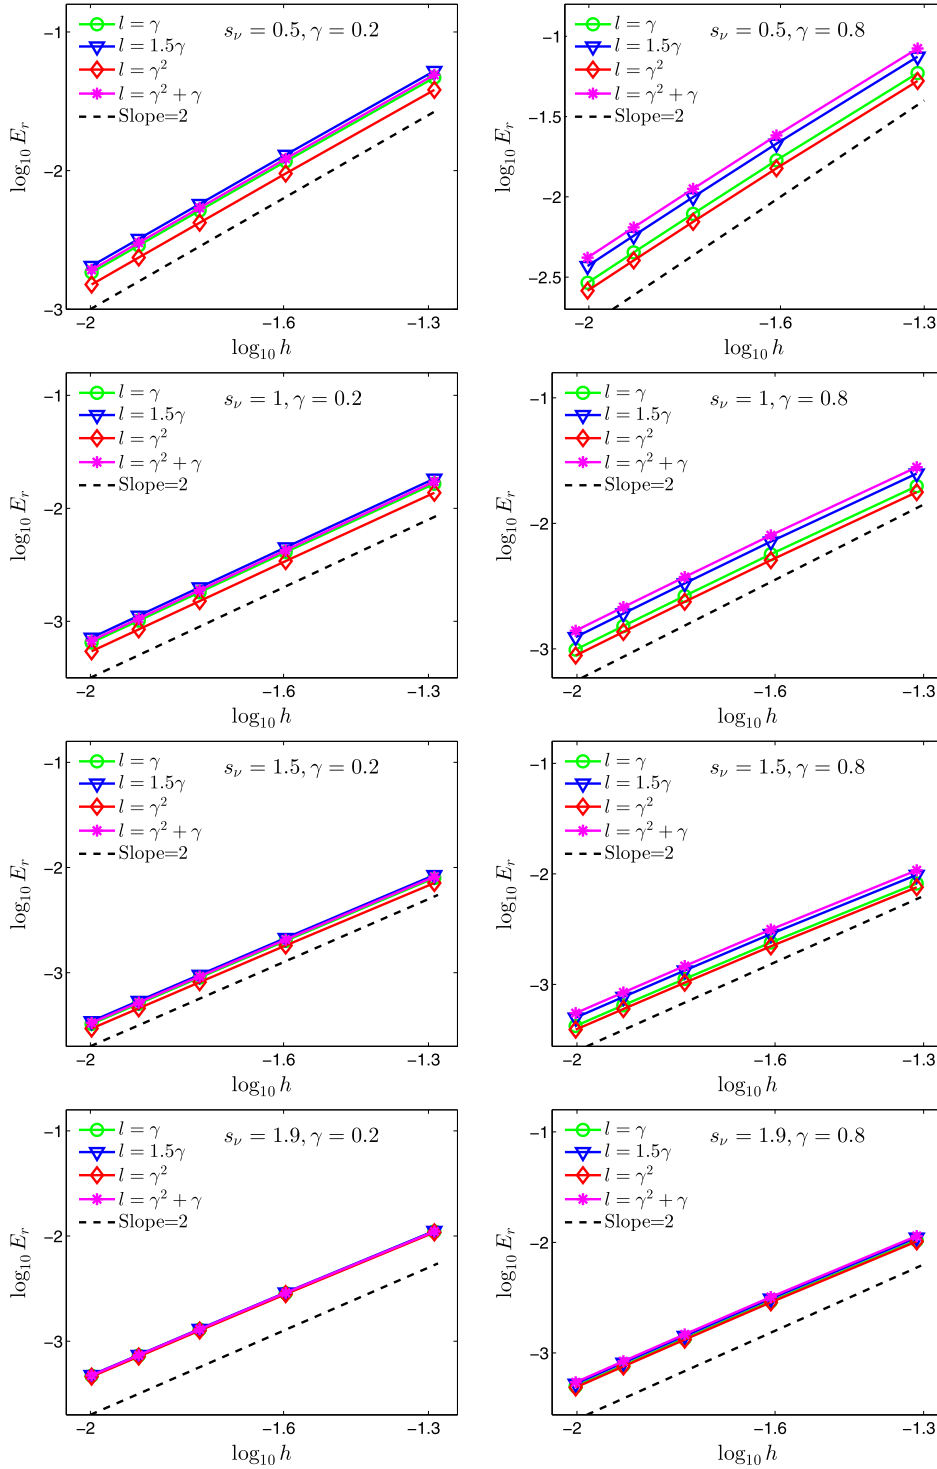 s_ν = 0.5, γ = 0.2
l = γ
l = 1.5γ
l = γ²
l = γ² + γ
Slope=2
−1
−2
−3
log₁₀ E_r
−2
−1.6
−1.3
log₁₀ h
s_ν = 0.5, γ = 0.8
l = γ
l = 1.5γ
l = γ²
l = γ² + γ
Slope=2
−1
−1.5
−2
−2.5
log₁₀ E_r
−2
−1.6
−1.3
log₁₀ h
s_ν = 1, γ = 0.2
l = γ
l = 1.5γ
l = γ²
l = γ² + γ
Slope=2
−1
−2
−3
log₁₀ E_r
−2
−1.6
−1.3
log₁₀ h
s_ν = 1, γ = 0.8
l = γ
l = 1.5γ
l = γ²
l = γ² + γ
Slope=2
−1
−2
−3
log₁₀ E_r
−2
−1.6
−1.3
log₁₀ h
s_ν = 1.5, γ = 0.2
l = γ
l = 1.5γ
l = γ²
l = γ² + γ
Slope=2
−1
−2
−3
log₁₀ E_r
−2
−1.6
−1.3
log₁₀ h
s_ν = 1.5, γ = 0.8
l = γ
l = 1.5γ
l = γ²
l = γ² + γ
Slope=2
−1
−2
−3
log₁₀ E_r
−2
−1.6
−1.3
log₁₀ h
s_ν = 1.9, γ = 0.2
l = γ
l = 1.5γ
l = γ²
l = γ² + γ
Slope=2
−1
−2
−3
log₁₀ E_r
−2
−1.6
−1.3
log₁₀ h
s_ν = 1.9, γ = 0.8
l = γ
l = 1.5γ
l = γ²
l = γ² + γ
Slope=2
−1
−2
−3
log₁₀ E_r
−2
−1.6
−1.3
log₁₀ h